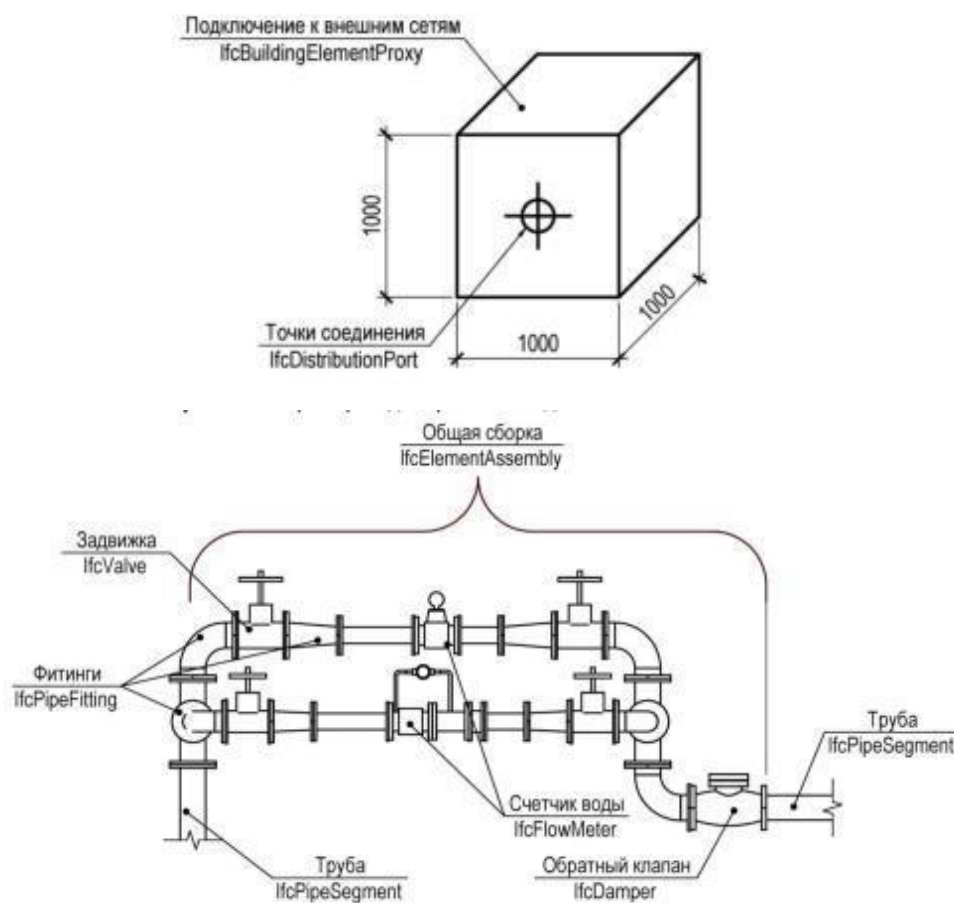 Подключение к внешним сетям
IfcBuildingElementProxy
1000
1000
1000
Точки соединения
IfcDistributionPort
Общая сборка
IfcElementAssembly
Задвижка
IfcValve
Фитинги
IfcPipeFitting
Труба
IfcPipeSegment
Счетчик воды
IfcFlowMeter
Труба
IfcPipeSegment
Обратный клапан
IfcDamper